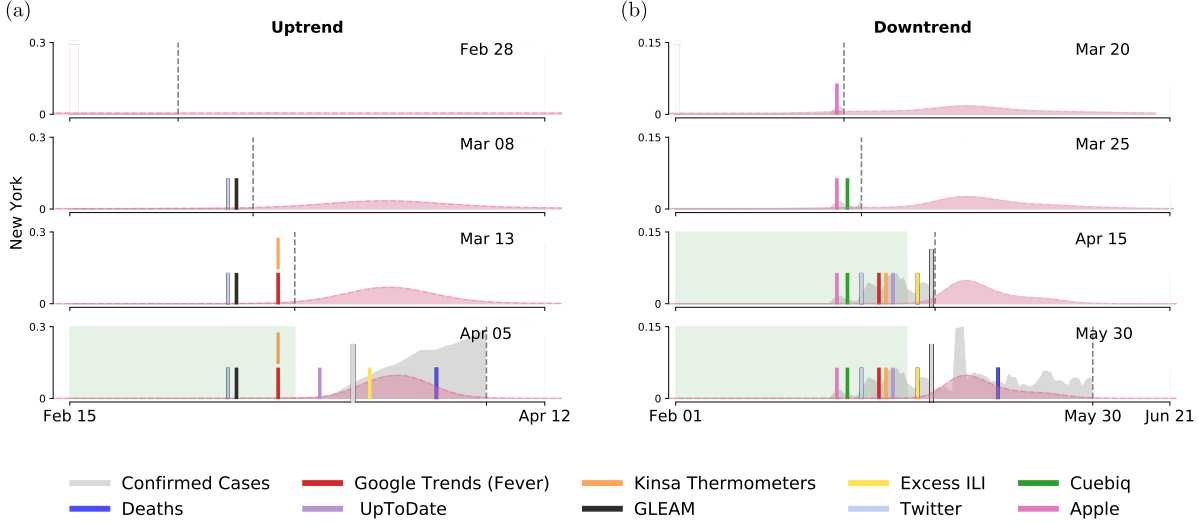 (a)
Uptrend
(b)
Downtrend
0.3
Feb 28
0
0.15
Mar 20
0
0.3
Mar 08
0
0.15
Mar 25
0
New York
0.3
Mar 13
0
0.15
Apr 15
0
0.3
Apr 05
0
0.15
May 30
0
Feb 15
Apr 12
Feb 01
May 30
Jun 21
Confirmed Cases
Google Trends (Fever)
Kinsa Thermometers
Excess ILI
Cuebiq
Deaths
UpToDate
GLEAM
Twitter
Apple